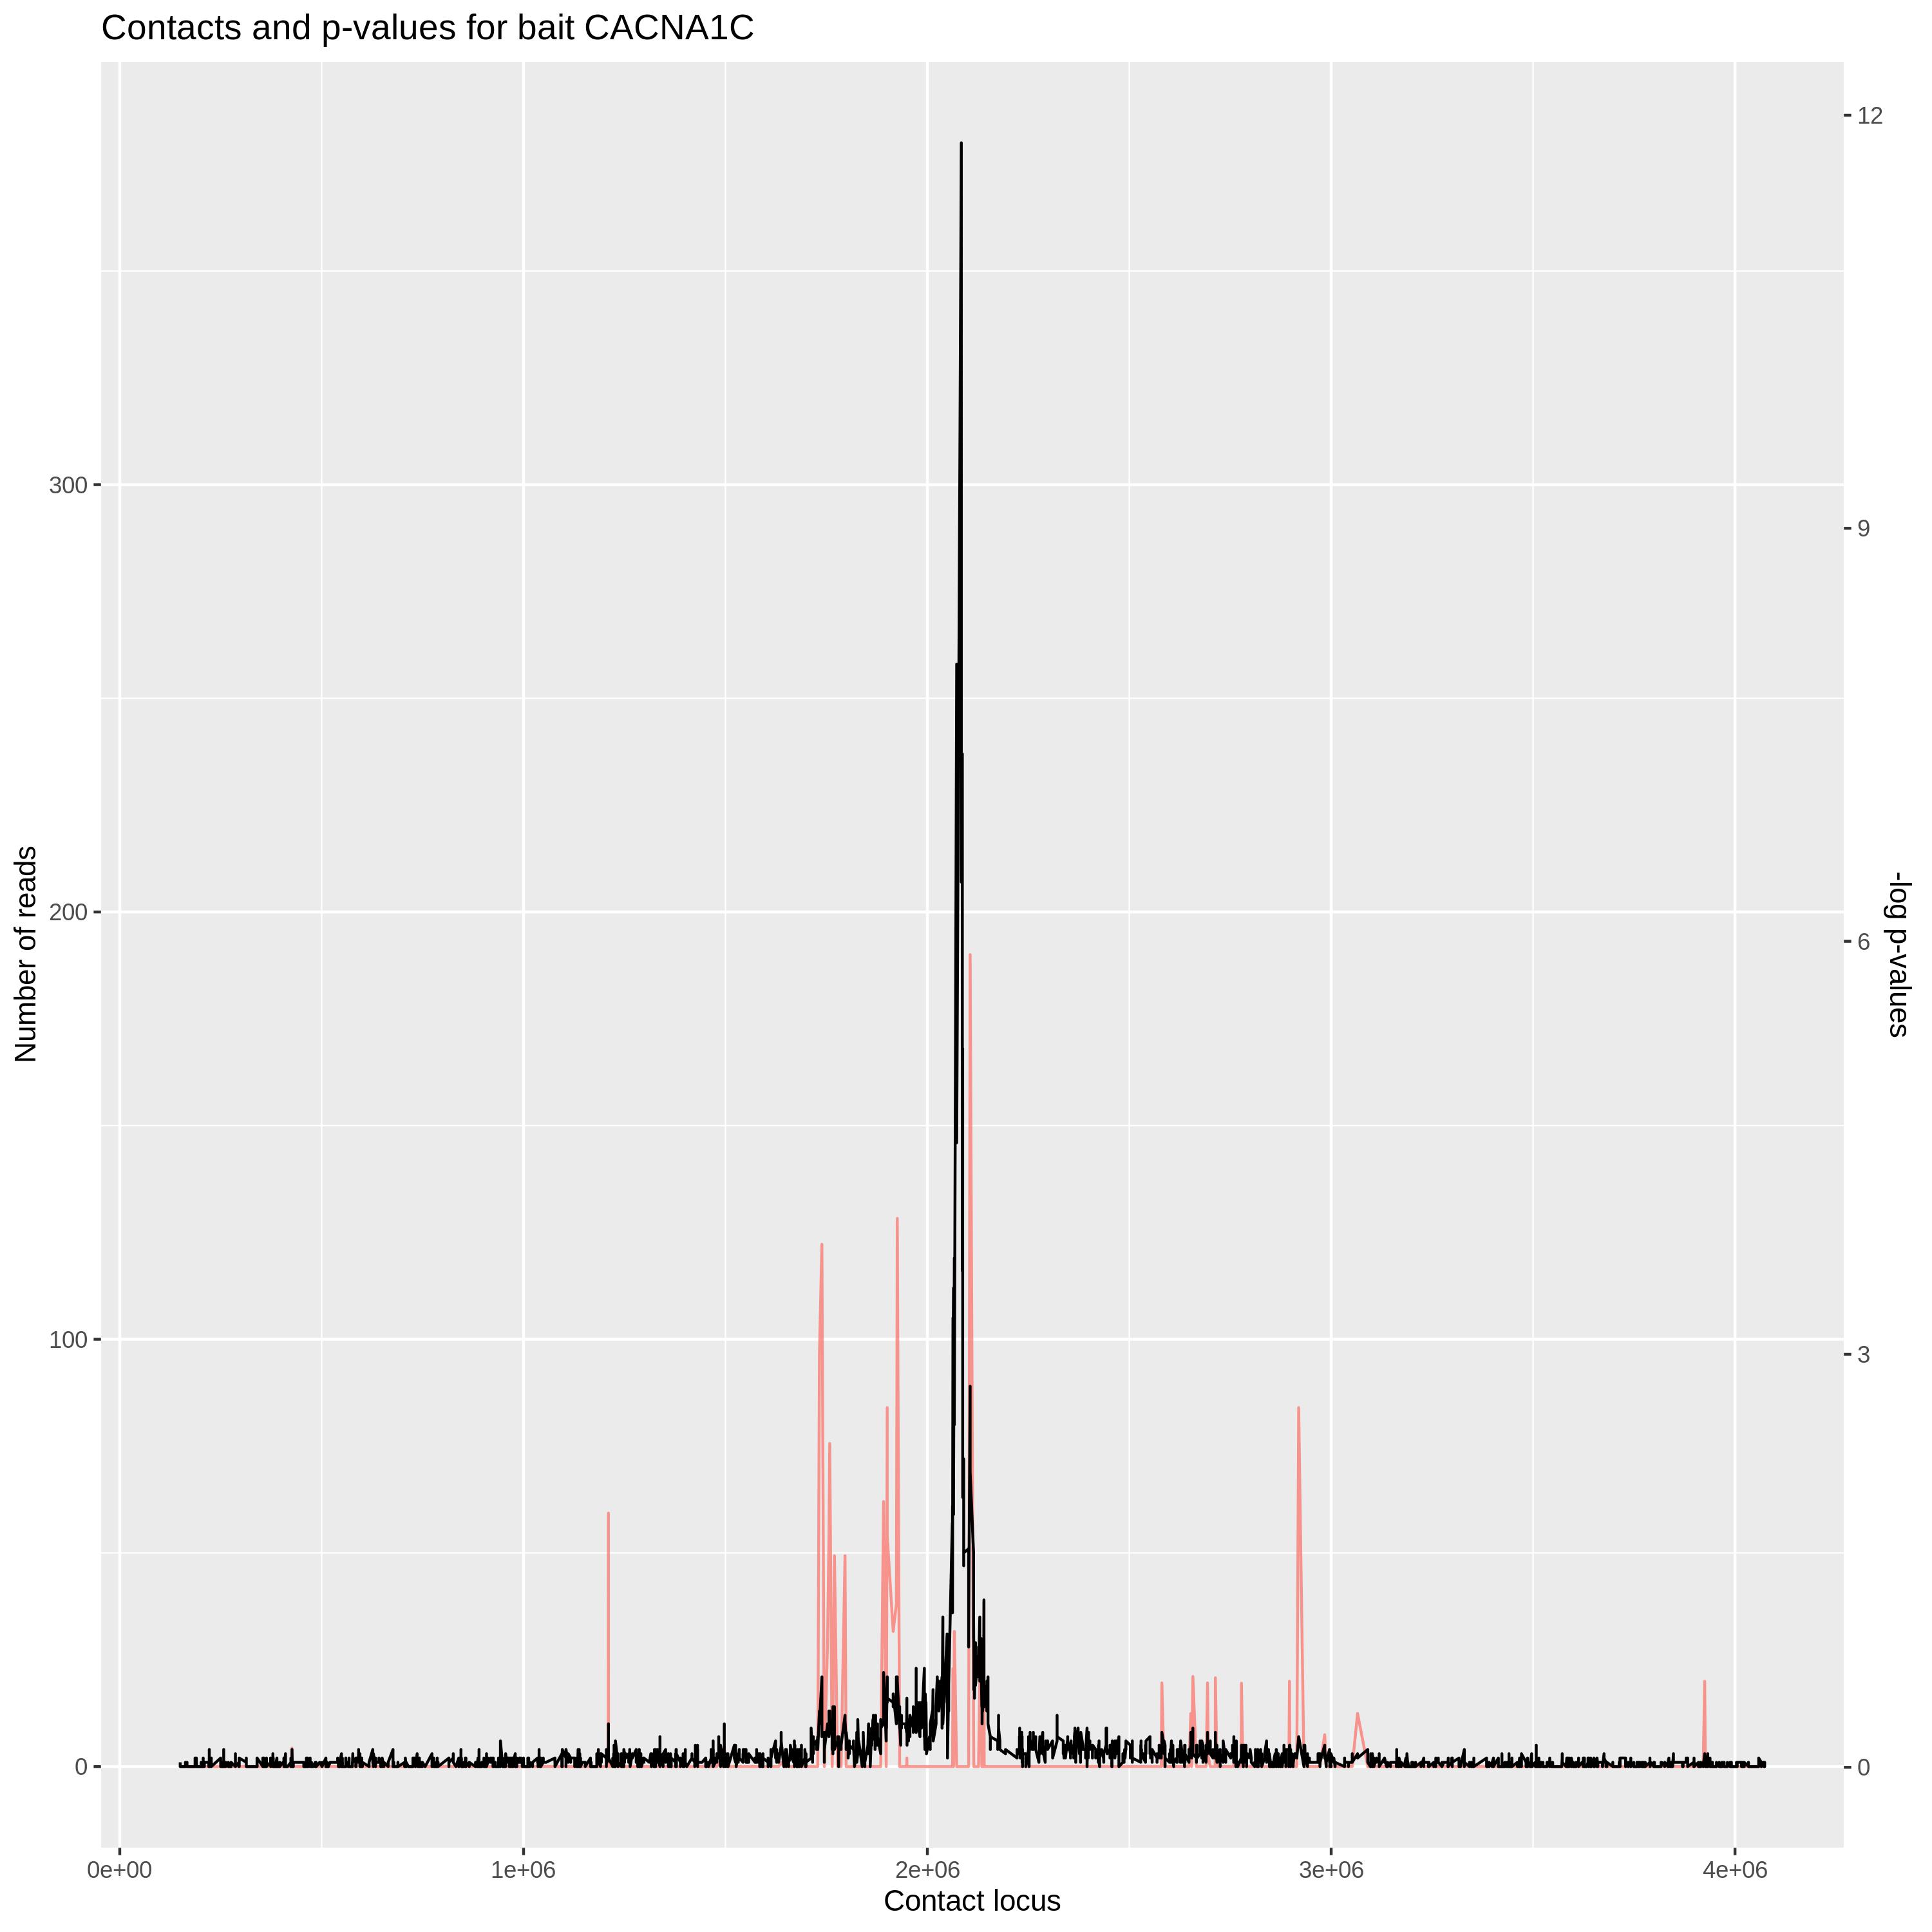 Contacts and p-values for bait CACNA1C
12
300
9
200
6
Number of reads
-log p-values
100
3
0
0
0e+00
1e+06
2e+06
3e+06
4e+06
Contact locus